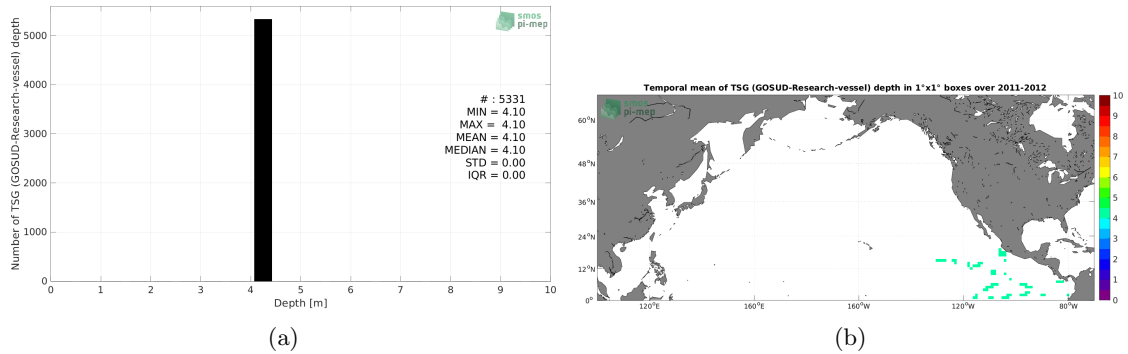 Number of TSG (GOSUD-Research-vessel) depth
5000
4000
3000
2000
1000
0
0 1 2 3 4 5 6 7 8 9 10
Depth [m]
smos
pi-mep
# : 5331
MIN = 4.10
MAX = 4.10
MEAN = 4.10
MEDIAN = 4.10
STD = 0.00
IQR = 0.00
(a)
Temporal mean of TSG (GOSUD-Research-vessel) depth in 1°x1° boxes over 2011-2012
smos
pi-mep
60°N
48°N
36°N
24°N
12°N
0°
120°E 160°E 160°W 120°W 80°W
10
9
8
7
6
5
4
3
2
1
0
(b)